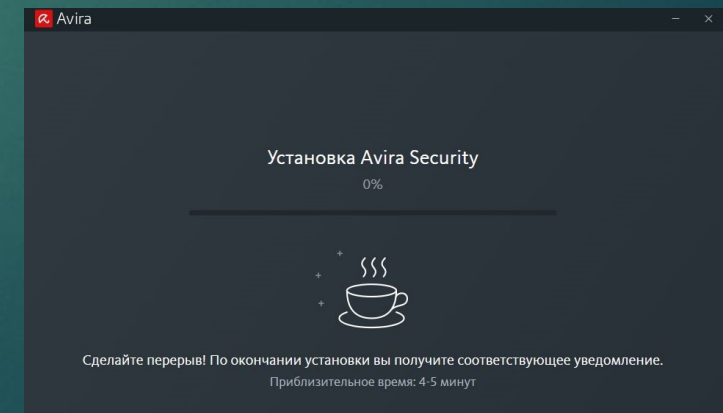 Avira
Установка Avira Security
0%
Сделайте перерыв! По окончании установки вы получите соответствующее уведомление.
Приблизительное время: 4-5 минут